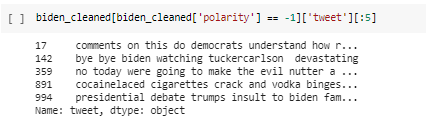 [ ] biden_cleaned[biden_cleaned['polarity'] == -1]['tweet'][:5]
17 comments on this do democrats understand how r...
142 bye bye biden watching tuckercarlson devastating
359 no today were going to make the evil nutter a ...
891 cocainelaced cigarettes crack and vodka binges...
994 presidential debate trumps insult to biden fam...
Name: tweet, dtype: object